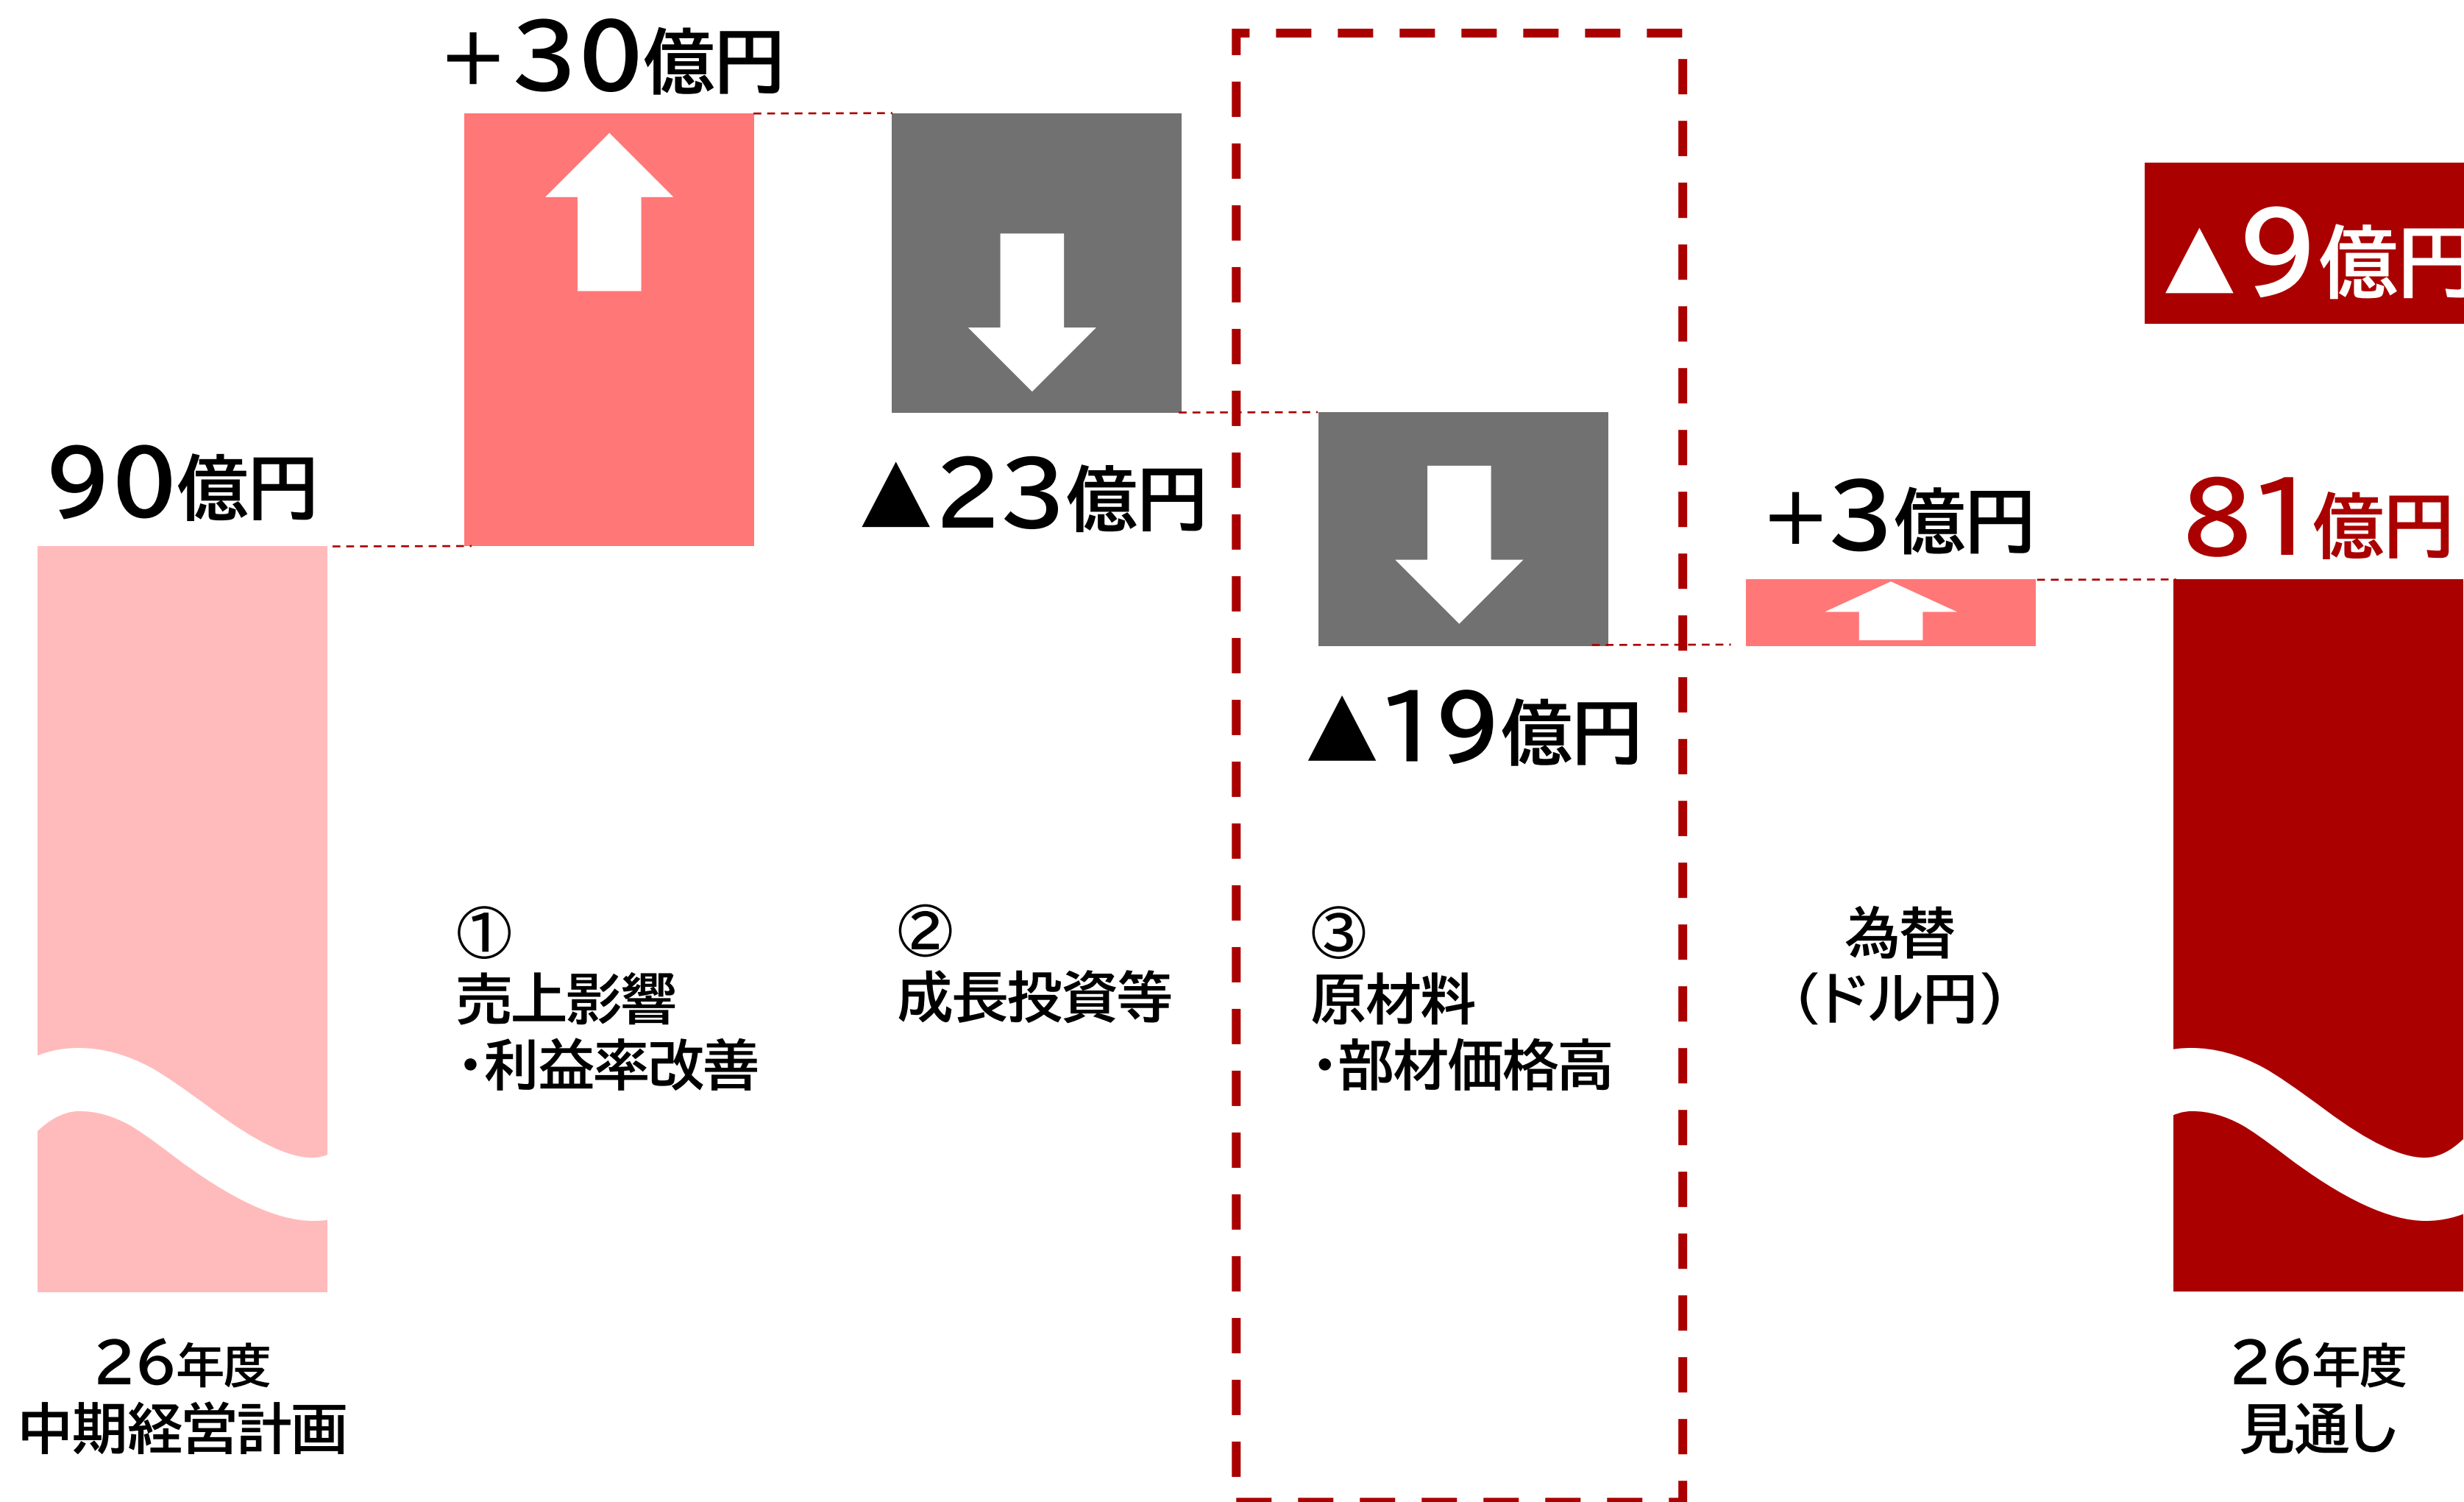 +30億円
▲9億円
90億円
▲23億円
+3億円
81億円
▲19億円
①
売上影響
・利益率改善
②
成長投資等
③
原材料
・部材価格高
為替
（ドル円）
26年度
中期経営計画
26年度
見通し